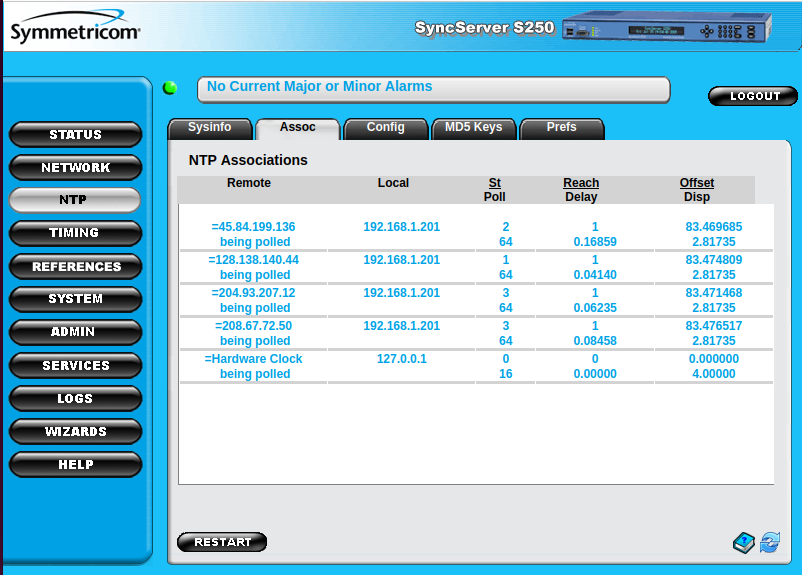 Symmetricom
SyncServer S250
No Current Major or Minor Alarms
LOGOUT
STATUS
NETWORK
NTP
TIMING
REFERENCES
SYSTEM
ADMIN
SERVICES
LOGS
WIZARDS
HELP
Sysinfo Assoc Config MD5 Keys Prefs
NTP Associations
Remote Local St Reach Offset
Poll Delay Disp
=45.84.199.136 192.168.1.201 2 1 83.469685
being polled 64 0.16859 2.81735
=128.138.140.44 192.168.1.201 1 1 83.474809
being polled 64 0.04140 2.81735
=204.93.207.12 192.168.1.201 3 1 83.471468
being polled 64 0.06235 2.81735
=208.67.72.50 192.168.1.201 3 1 83.476517
being polled 64 0.08458 2.81735
=Hardware Clock 127.0.0.1 0 0 0.000000
being polled 16 0.00000 4.00000
RESTART